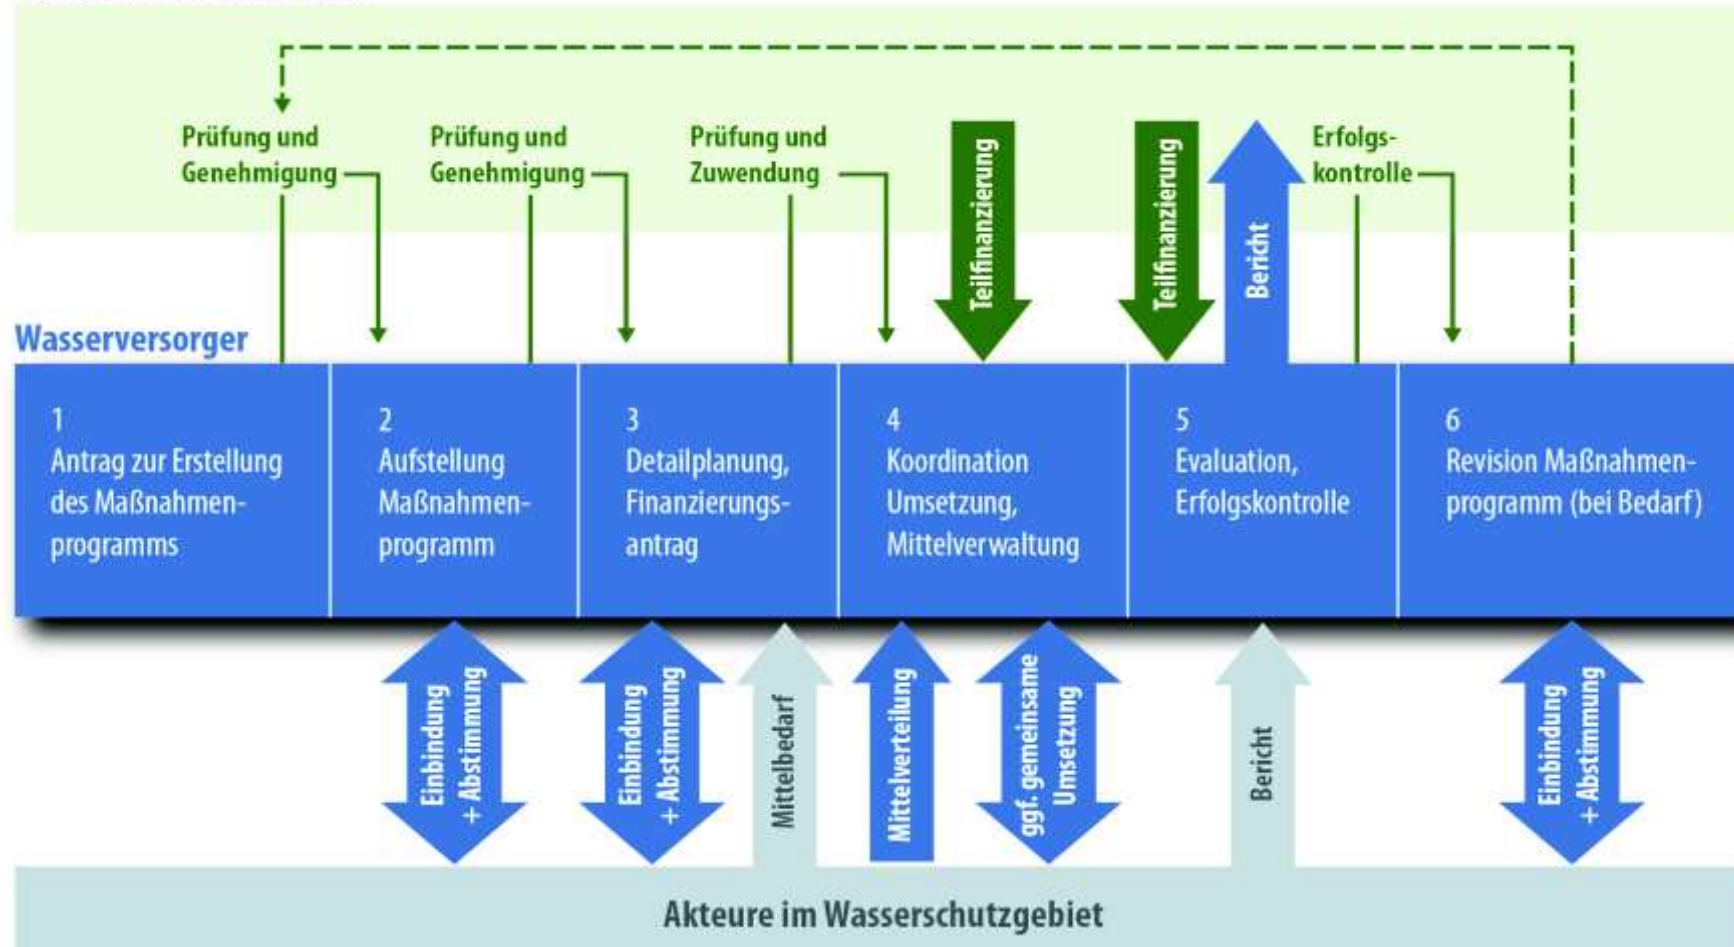 Prüfung und
Genehmigung
Prüfung und
Genehmigung
Prüfung und
Zuwendung
Teilfinanzierung
Teilfinanzierung
Bericht
Erfolgs-
kontrolle
Wasserversorger
1
Antrag zur Erstellung
des Maßnahmen-
programms
2
Aufstellung
Maßnahmen-
programm
3
Detailplanung,
Finanzierungs-
antrag
4
Koordination
Umsetzung,
Mittelverwaltung
5
Evaluation,
Erfolgskontrolle
6
Revision Maßnahmen-
programm (bei Bedarf)
Einbindung
+ Abstimmung
Einbindung
+ Abstimmung
Mittelbedarf
Mittelverteilung
ggf. gemeinsame
Umsetzung
Bericht
Einbindung
+ Abstimmung
Akteure im Wasserschutzgebiet